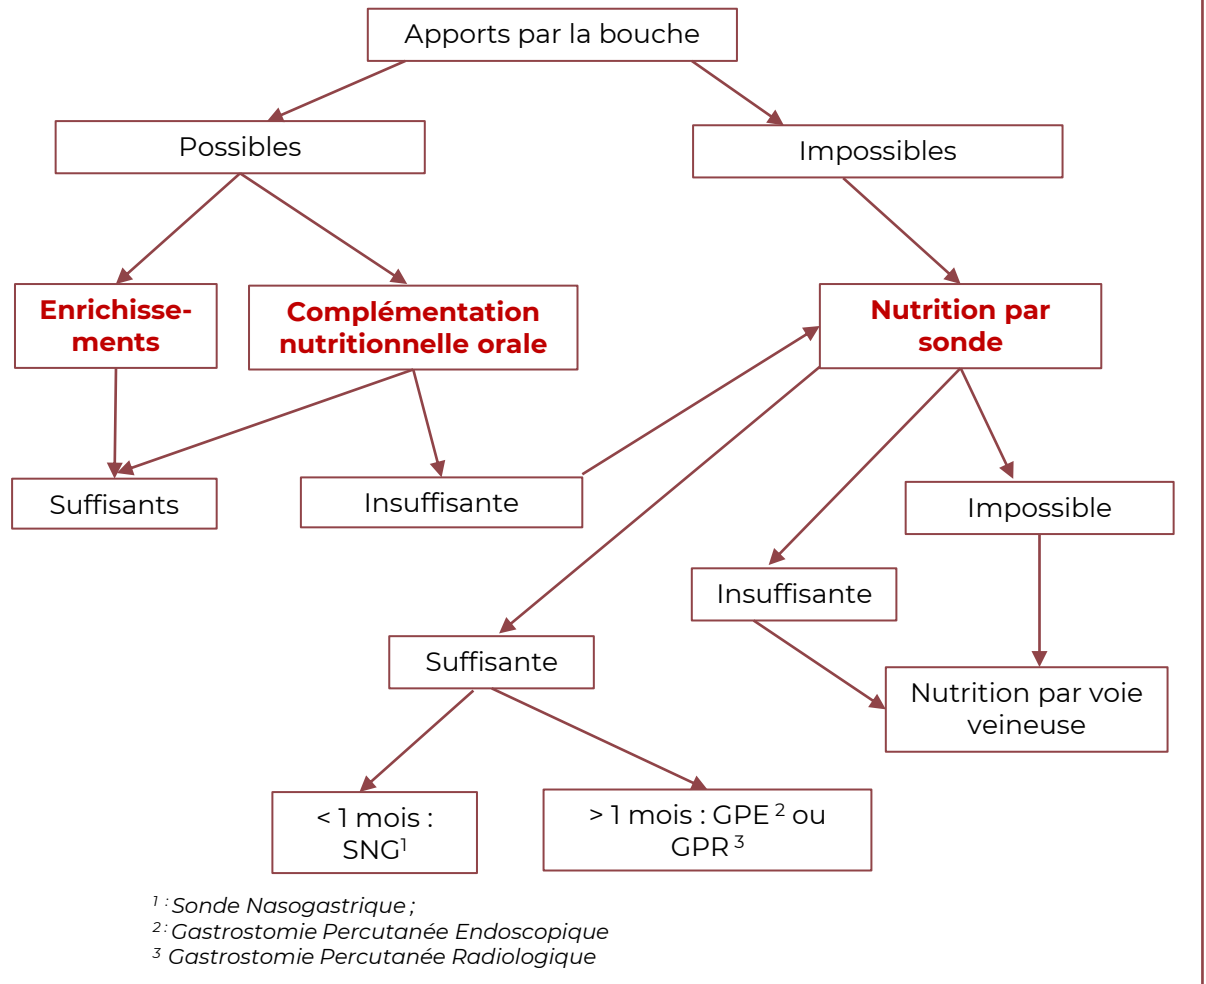 Apports par la bouche
Possibles
Impossibles
Enrichisse-
ments
Complémentation
nutritionnelle orale
Nutrition par
sonde
Suffisants
Insuffisante
Impossible
Insuffisante
Suffisante
Nutrition par voie
veineuse
< 1 mois :
SNG¹
> 1 mois : GPE ² ou
GPR ³
¹ : Sonde Nasogastrique ;
² : Gastrostomie Percutanée Endoscopique
³ Gastrostomie Percutanée Radiologique